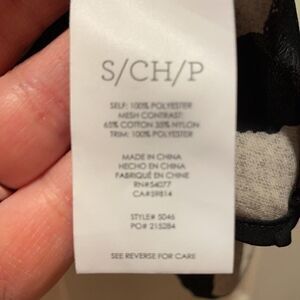 S/CH/P
SELF: 100% POLYESTER
MESH CONTRAST:
65% COTTON 35% NYLON
TRIM: 100% POLYESTER
MADE IN CHINA
HECHO EN CHINA
FABRIQUÉ EN CHINE
RN#54077
CA#59814
STYLE# 5046
PO# 215284
SEE REVERSE FOR CARE